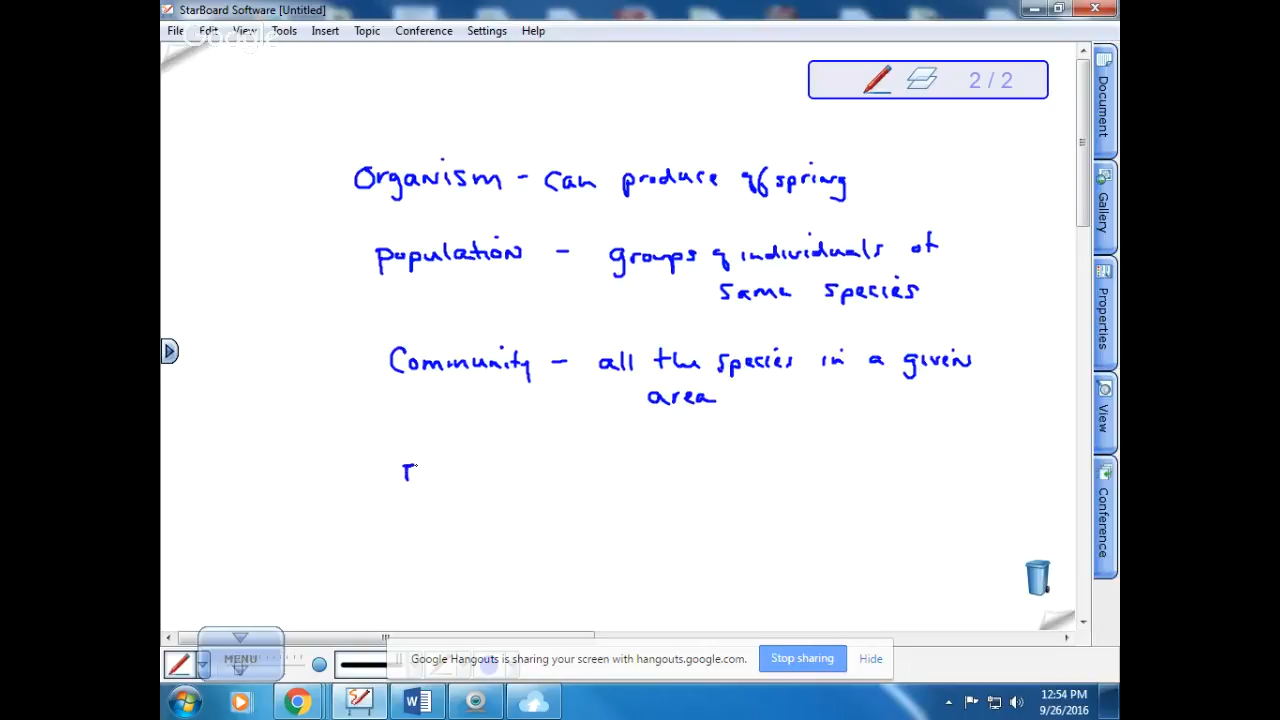 StarBoard Software [Untitled]
File Edit View Tools Insert Topic Conference Settings Help
Google
2 / 2
Organism - can produce offspring
population - groups of individuals of
same species
Community - all the species in a given
area
Document
Gallery
Properties
View
Conference
MENU
Google Hangouts is sharing your screen with hangouts.google.com. Stop sharing Hide
12:54 PM
9/26/2016